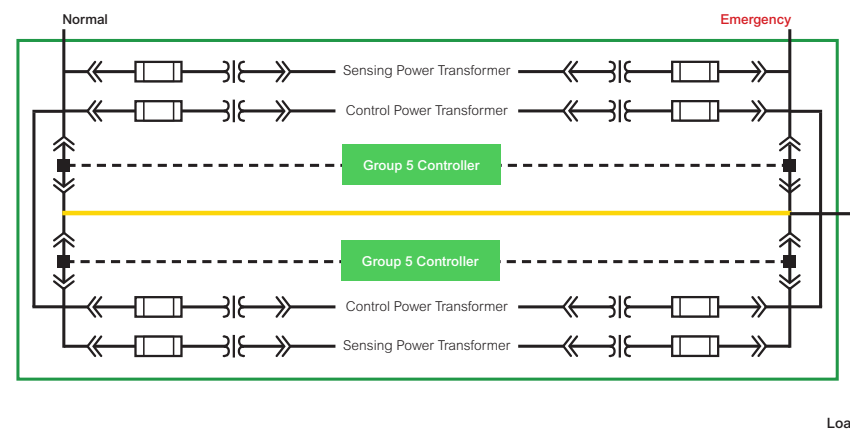 Normal
Emergency
Sensing Power Transformer
Control Power Transformer
Group 5 Controller
Group 5 Controller
Control Power Transformer
Sensing Power Transformer
Loa